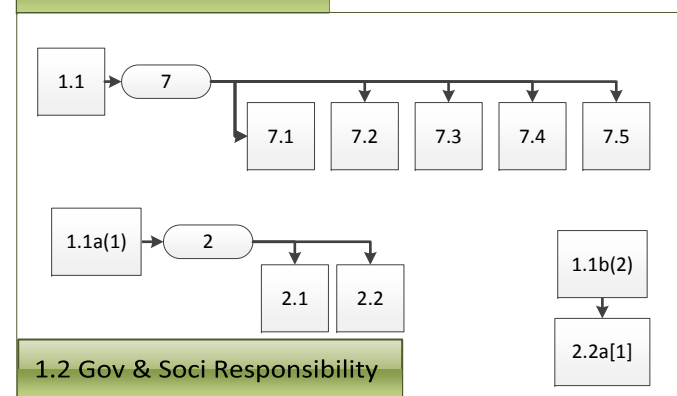 1.1
7
7.1
7.2
7.3
7.4
7.5
1.1a(1)
2
2.1
2.2
1.1b(2)
2.2a[1]
1.2 Gov & Soci Responsibility